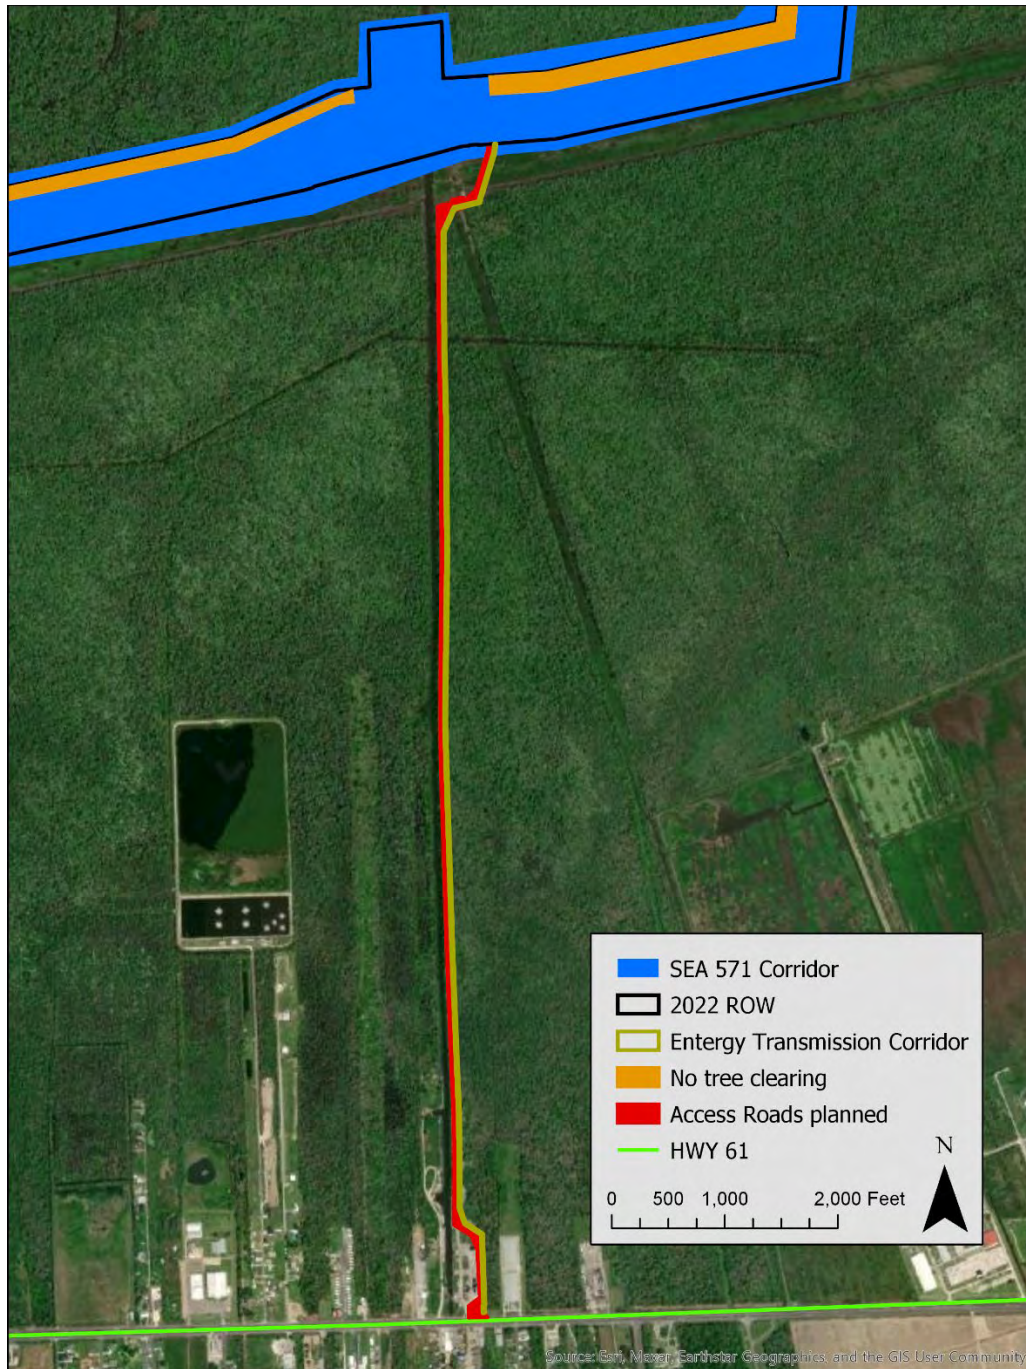 SEA 571 Corridor
2022 ROW
Entergy Transmission Corridor
No tree clearing
Access Roads planned
HWY 61
N
0 500 1,000 2,000 Feet
Source: Esri, Maxar, Earthstar Geographics, and the GIS User Community